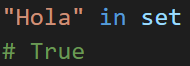 "Hola" in set
# True